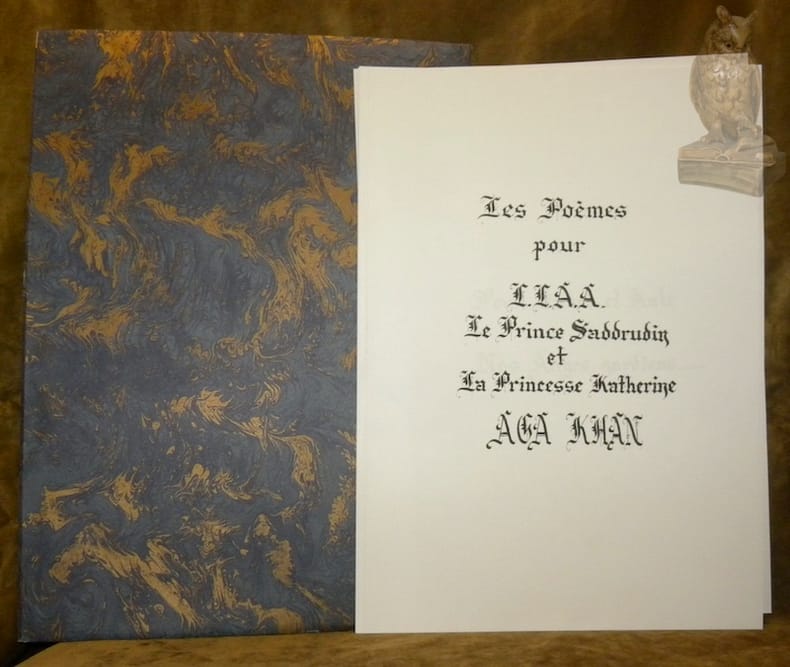 Les Poèmes
pour
L.L.A.A.
Le Prince Saddrudin
et
La Princesse Katherine
AGA KHAN